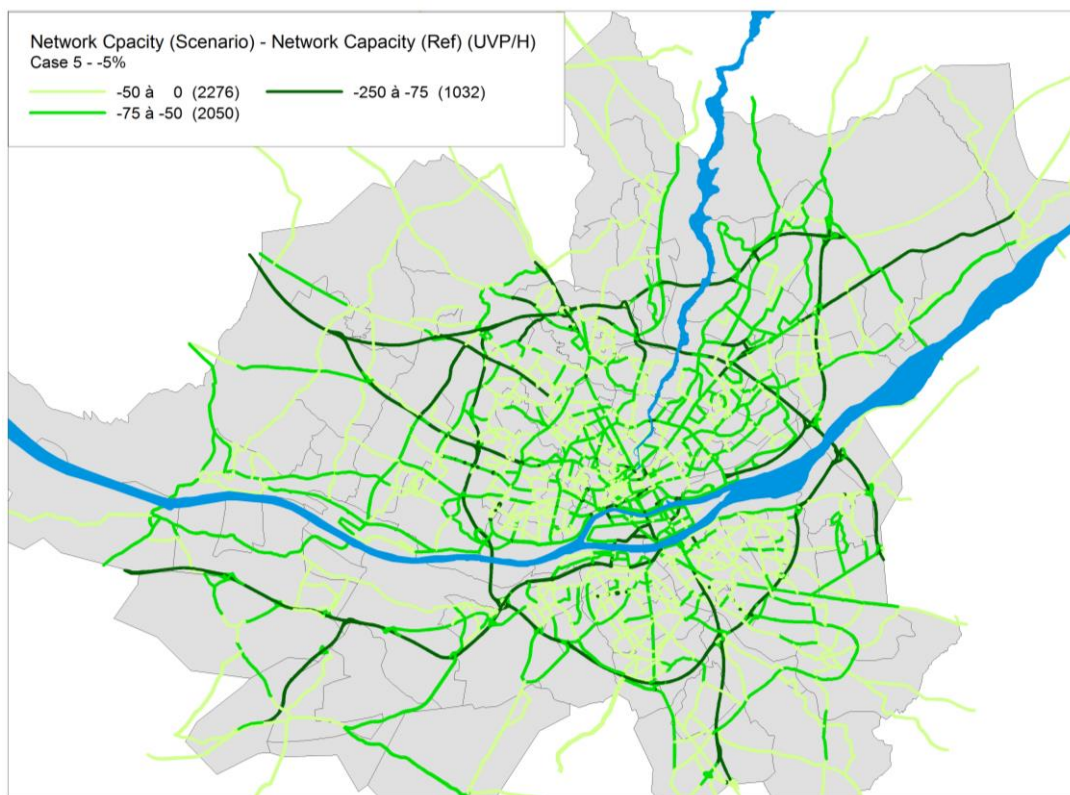 Network Cpacity (Scenario) - Network Capacity (Ref) (UVP/H)
Case 5 - -5%
-50 à 0 (2276) -250 à -75 (1032)
-75 à -50 (2050)